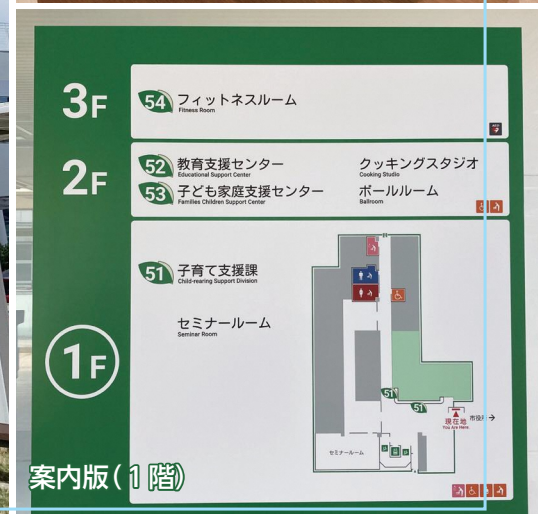 3F
54 フィットネスルーム
Fitness Room
2F
52 教育支援センター
Educational Support Center
53 子ども家庭支援センター
Families Children Support Center
クッキングスタジオ
Cooking Studio
ボールルーム
Ballroom
1F
51 子育て支援課
Child-rearing Support Division
セミナールーム
Seminar Room
51
51
現在地
You Are Here
市役所→
セミナールーム
案内版(1階)